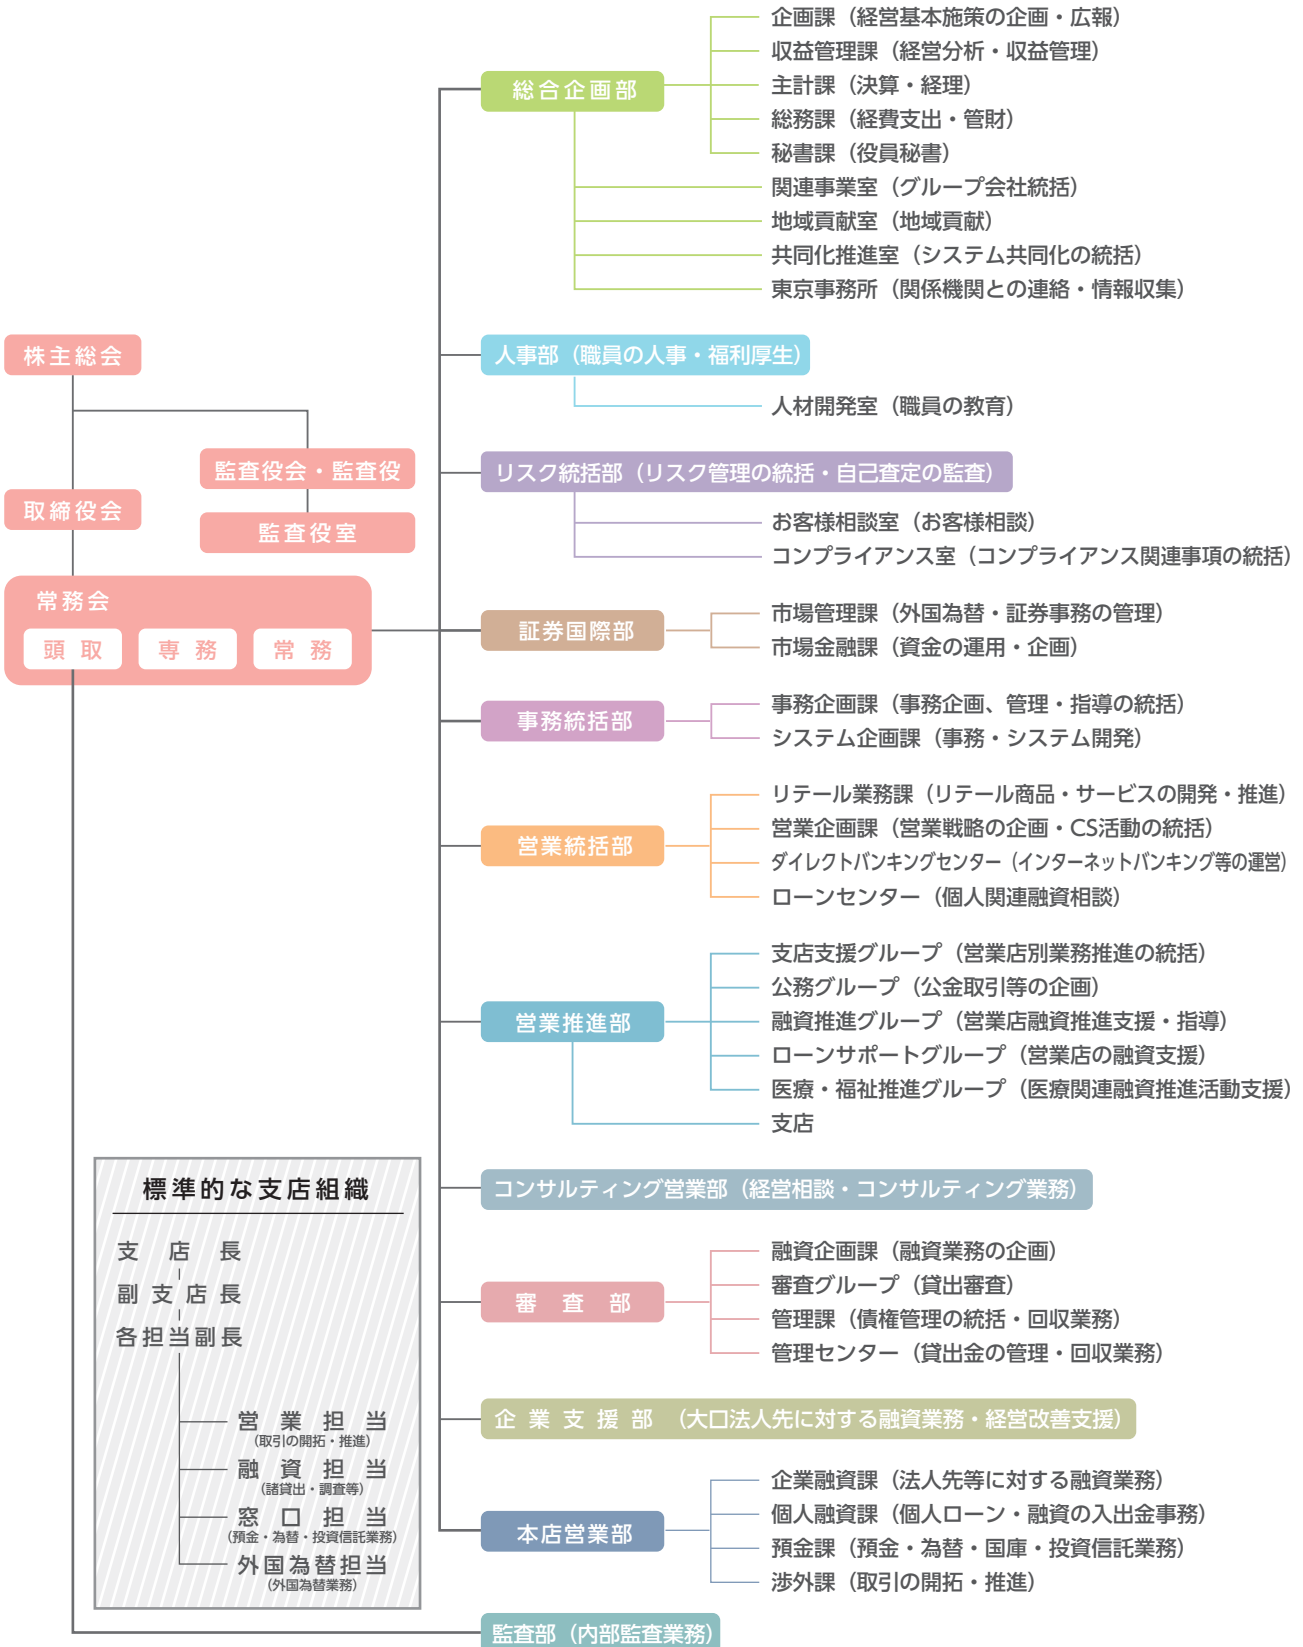 株主総会
監査役会・監査役
監査役室
取締役会
常務会
頭取
専務
常務
総合企画部
企画課（経営基本施策の企画・広報）
収益管理課（経営分析・収益管理）
主計課（決算・経理）
総務課（経費支出・管財）
秘書課（役員秘書）
関連事業室（グループ会社統括）
地域貢献室（地域貢献）
共同化推進室（システム共同化の統括）
東京事務所（関係機関との連絡・情報収集）
人事部（職員の人事・福利厚生）
人材開発室（職員の教育）
リスク統括部（リスク管理の統括・自己査定の監査）
お客様相談室（お客様相談）
コンプライアンス室（コンプライアンス関連事項の統括）
証券国際部
市場管理課（外国為替・証券事務の管理）
市場金融課（資金の運用・企画）
事務統括部
事務企画課（事務企画、管理・指導の統括）
システム企画課（事務・システム開発）
営業統括部
リテール業務課（リテール商品・サービスの開発・推進）
営業企画課（営業戦略の企画・CS活動の統括）
ダイレクトバンキングセンター（インターネットバンキング等の運営）
ローンセンター（個人関連融資相談）
営業推進部
支店支援グループ（営業店別業務推進の統括）
公務グループ（公金取引等の企画）
融資推進グループ（営業店融資推進支援・指導）
ローンサポートグループ（営業店の融資支援）
医療・福祉推進グループ（医療関連融資推進活動支援）
支店
コンサルティング営業部（経営相談・コンサルティング業務）
審査部
融資企画課（融資業務の企画）
審査グループ（貸出審査）
管理課（債権管理の統括・回収業務）
管理センター（貸出金の管理・回収業務）
企業支援部（大口法人先に対する融資業務・経営改善支援）
本店営業部
企業融資課（法人先等に対する融資業務）
個人融資課（個人ローン・融資の入出金事務）
預金課（預金・為替・国庫・投資信託業務）
渉外課（取引の開拓・推進）
監査部（内部監査業務）
標準的な支店組織
支店長
副支店長
各担当副長
営業担当
（取引の開拓・推進）
融資担当
（諸貸出・調査等）
窓口担当
（預金・為替・投資信託業務）
外国為替担当
（外国為替業務）